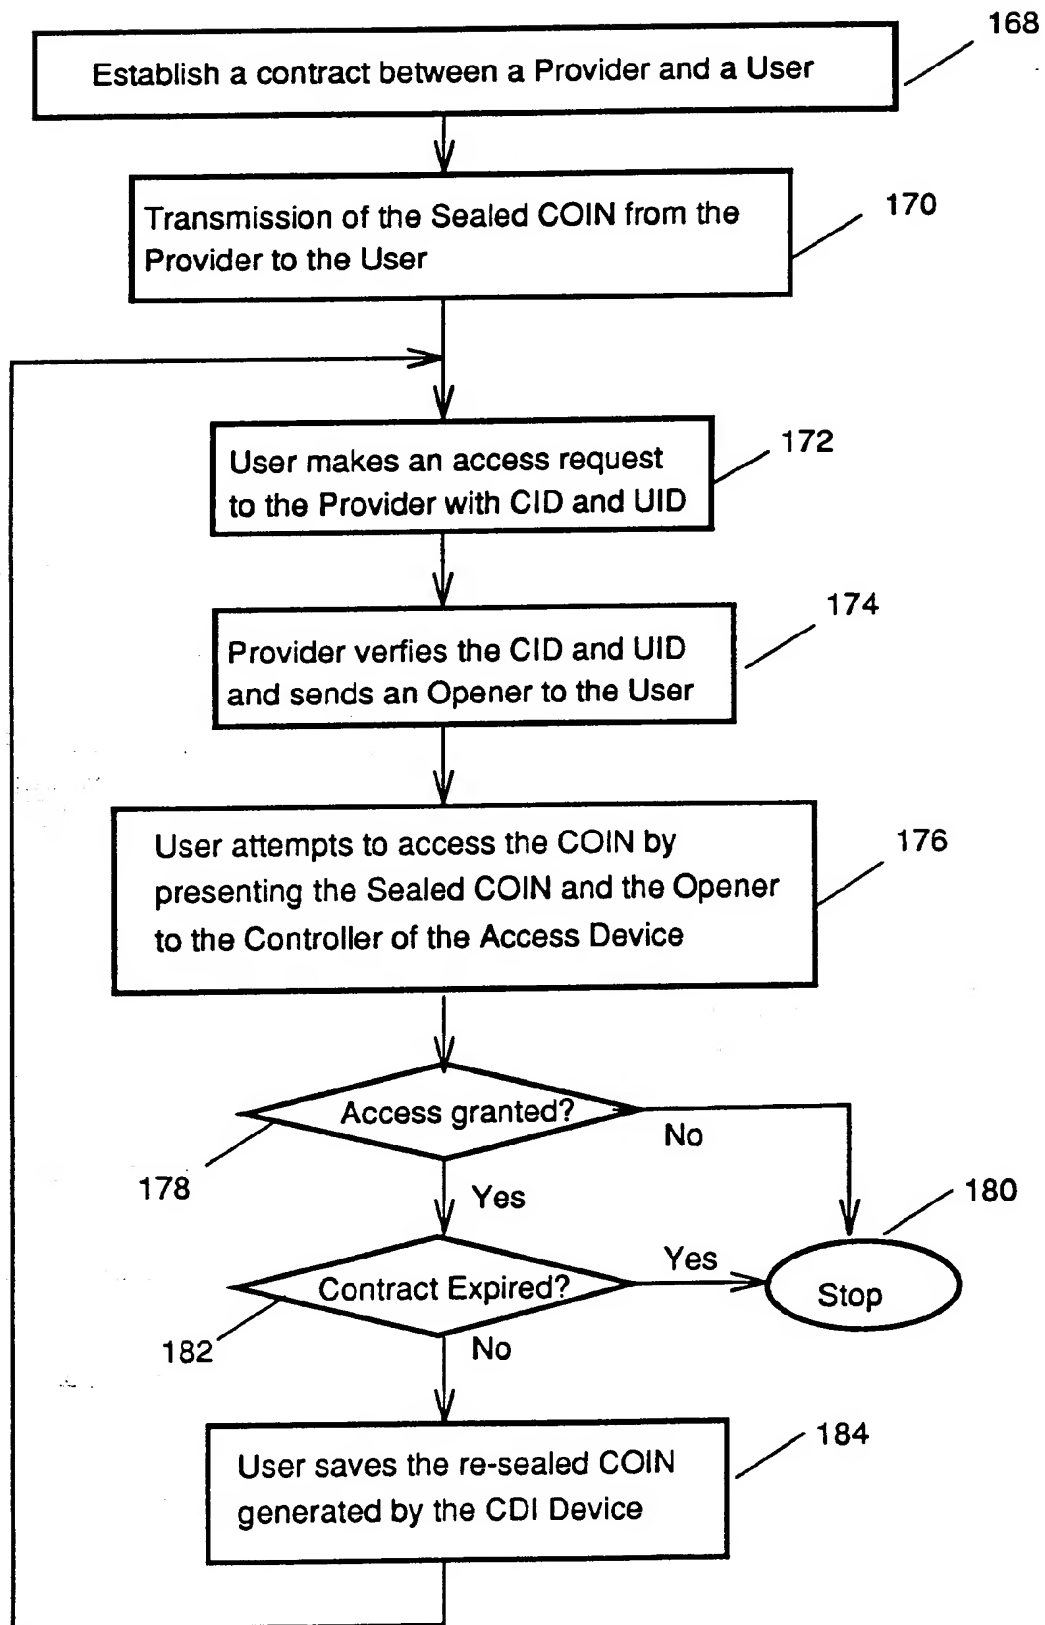 168
Establish a contract between a Provider and a User
170
Transmission of the Sealed COIN from the
Provider to the User
172
User makes an access request
to the Provider with CID and UID
174
Provider verfies the CID and UID
and sends an Opener to the User
176
User attempts to access the COIN by
presenting the Sealed COIN and the Opener
to the Controller of the Access Device
Access granted?
No
178
Yes
180
Contract Expired?
Yes
Stop
182
No
184
User saves the re-sealed COIN
generated by the CDI Device